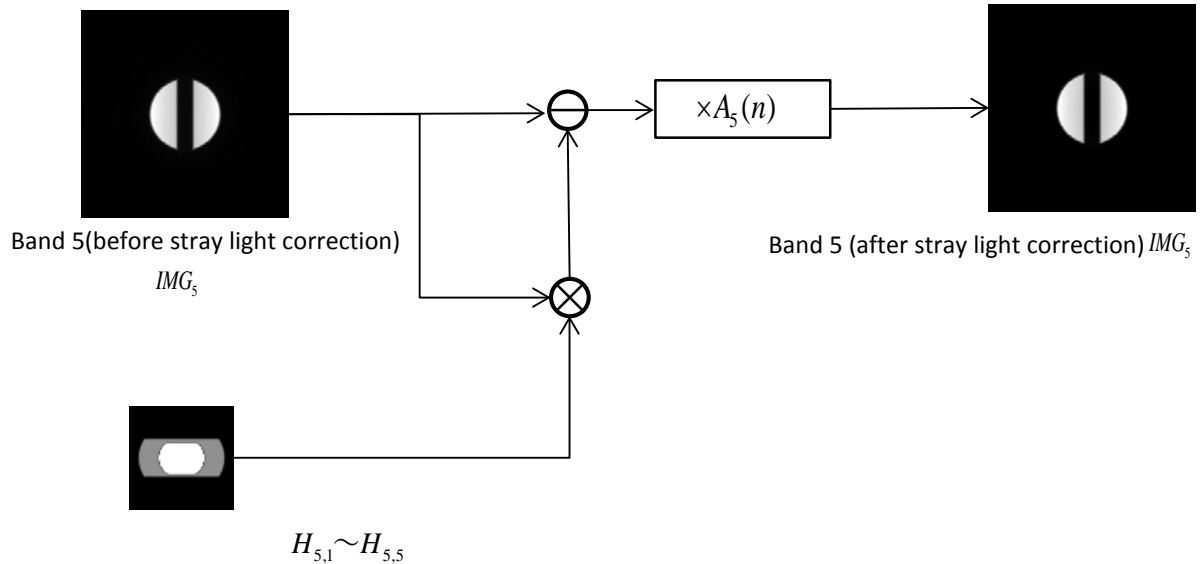 ×A₅(n)
Band 5(before stray light correction)
IMG₅
Band 5 (after stray light correction) IMG₅
H₅,₁～H₅,₅